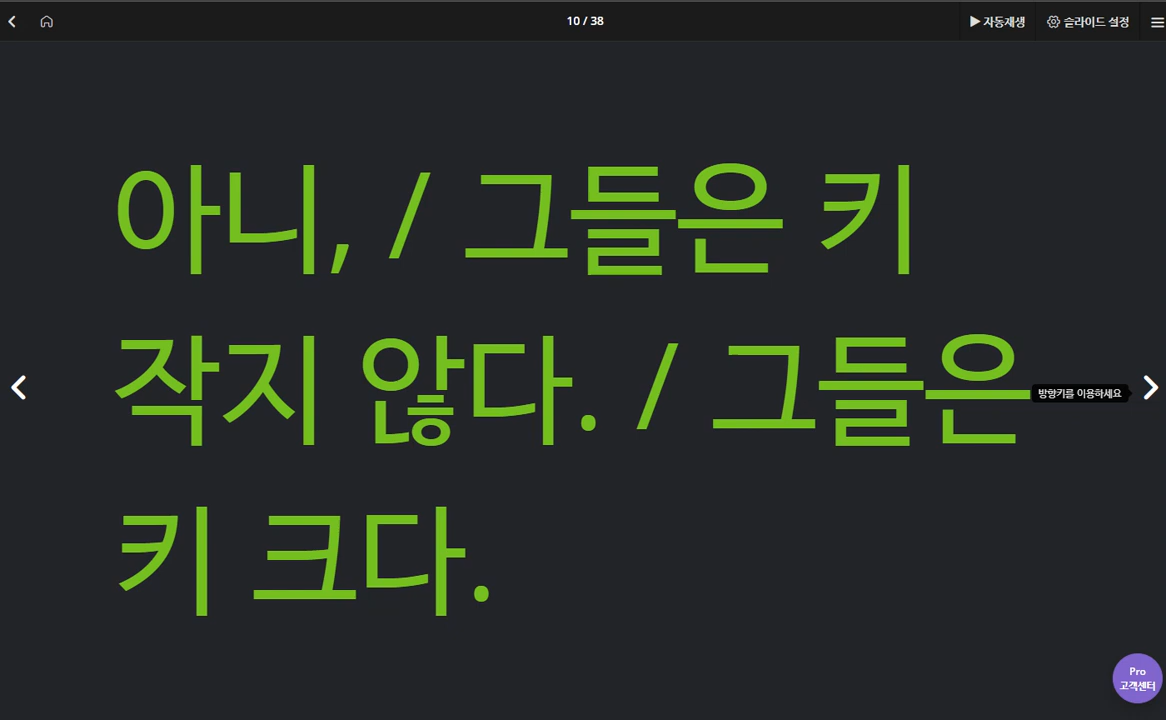 10 / 38
▶ 자동재생
슬라이드 설정
아니, / 그들은 키
작지 않다. / 그들은
방향키를 이용하세요
키 크다.
Pro
고객센터